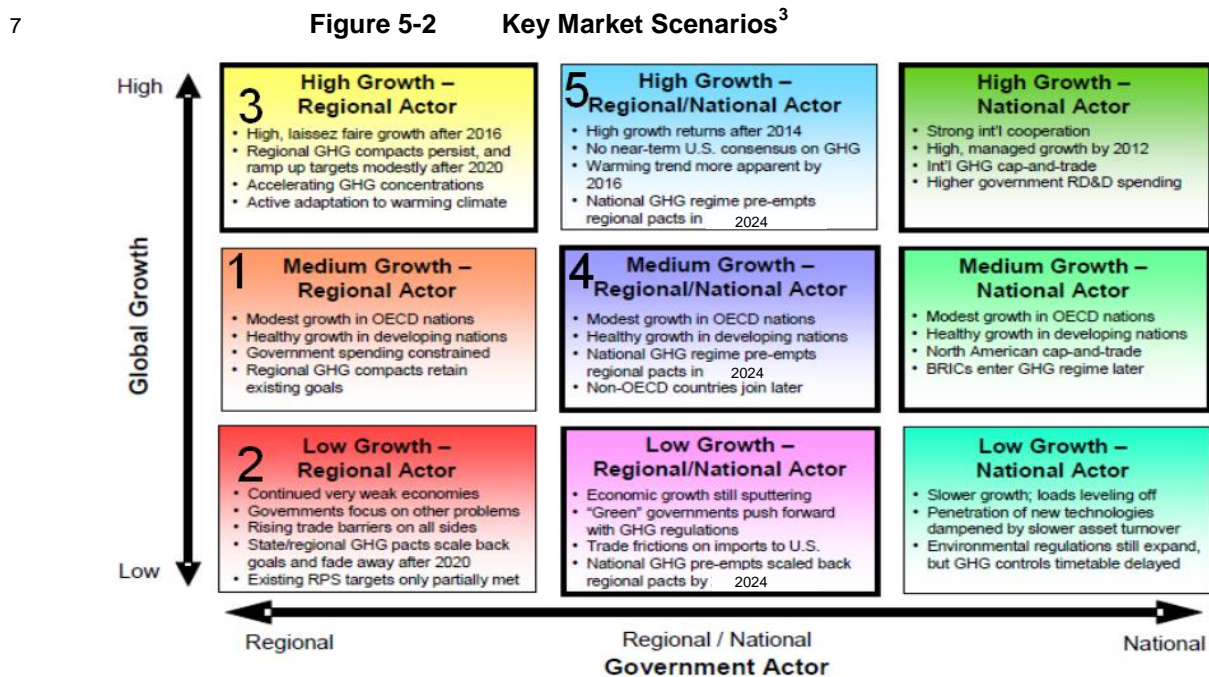 7
Figure 5-2 Key Market Scenarios3
High
Global Growth
Low
3
High Growth –
Regional Actor
• High, laissez faire growth after 2016
• Regional GHG compacts persist, and
ramp up targets modestly after 2020
• Accelerating GHG concentrations
• Active adaptation to warming climate
5
High Growth –
Regional/National Actor
• High growth returns after 2014
• No near-term U.S. consensus on GHG
• Warming trend more apparent by
2016
• National GHG regime pre-empts
regional pacts in 2024
High Growth –
National Actor
• Strong int'l cooperation
• High, managed growth by 2012
• Int'l GHG cap-and-trade
• Higher government RD&D spending
1
Medium Growth –
Regional Actor
• Modest growth in OECD nations
• Healthy growth in developing nations
• Government spending constrained
• Regional GHG compacts retain
existing goals
4
Medium Growth –
Regional/National Actor
• Modest growth in OECD nations
• Healthy growth in developing nations
• National GHG regime pre-empts
regional pacts in 2024
• Non-OECD countries join later
Medium Growth –
National Actor
• Modest growth in OECD nations
• Healthy growth in developing nations
• North American cap-and-trade
• BRICs enter GHG regime later
2
Low Growth –
Regional Actor
• Continued very weak economies
• Governments focus on other problems
• Rising trade barriers on all sides
• State/regional GHG pacts scale back
goals and fade away after 2020
• Existing RPS targets only partially met
Low Growth –
Regional/National Actor
• Economic growth still sputtering
• "Green" governments push forward
with GHG regulations
• Trade frictions on imports to U.S.
• National GHG pre-empts scaled back
regional pacts by 2024
Low Growth –
National Actor
• Slower growth; loads leveling off
• Penetration of new technologies
dampened by slower asset turnover
• Environmental regulations still expand,
but GHG controls timetable delayed
Regional
Regional / National
National
Government Actor